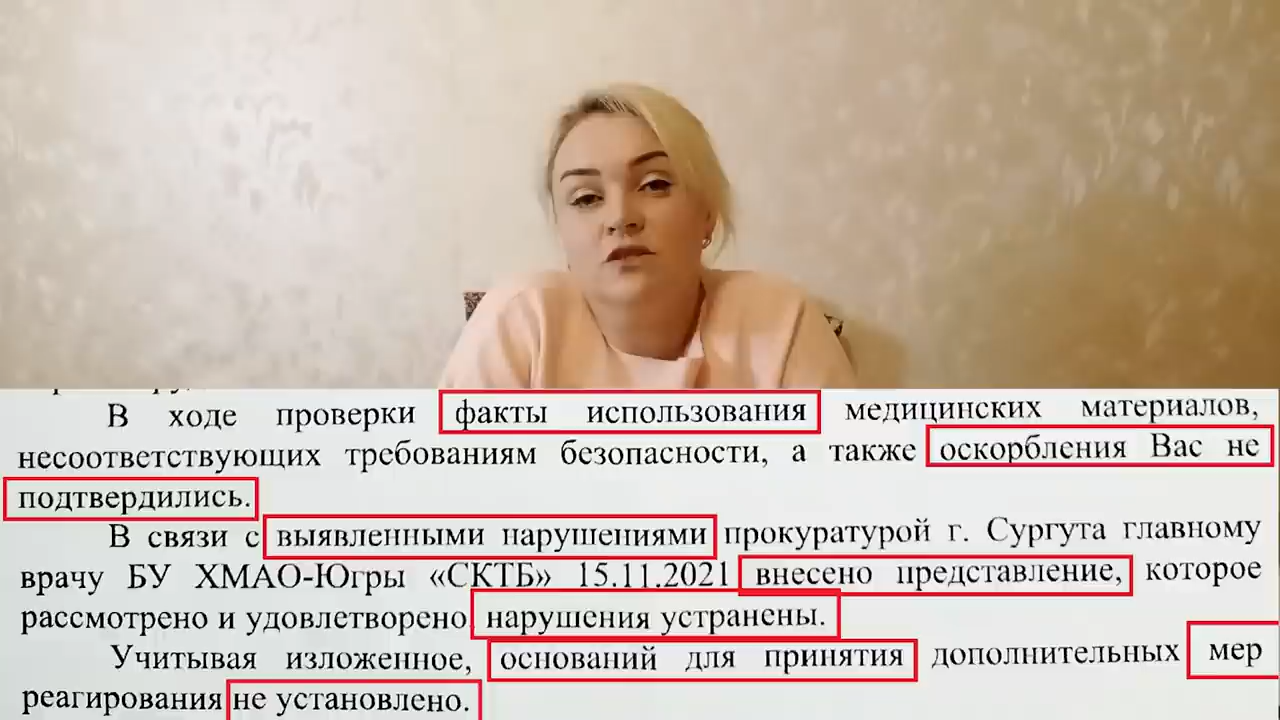 В ходе проверки факты использования медицинских материалов,
несоответствующих требованиям безопасности, а также оскорбления Вас не
подтвердились.
В связи с выявленными нарушениями прокуратурой г. Сургута главному
врачу БУ ХМАО-Югры «СКТБ» 15.11.2021 внесено представление, которое
рассмотрено и удовлетворено, нарушения устранены.
Учитывая изложенное, оснований для принятия дополнительных мер
реагирования не установлено.